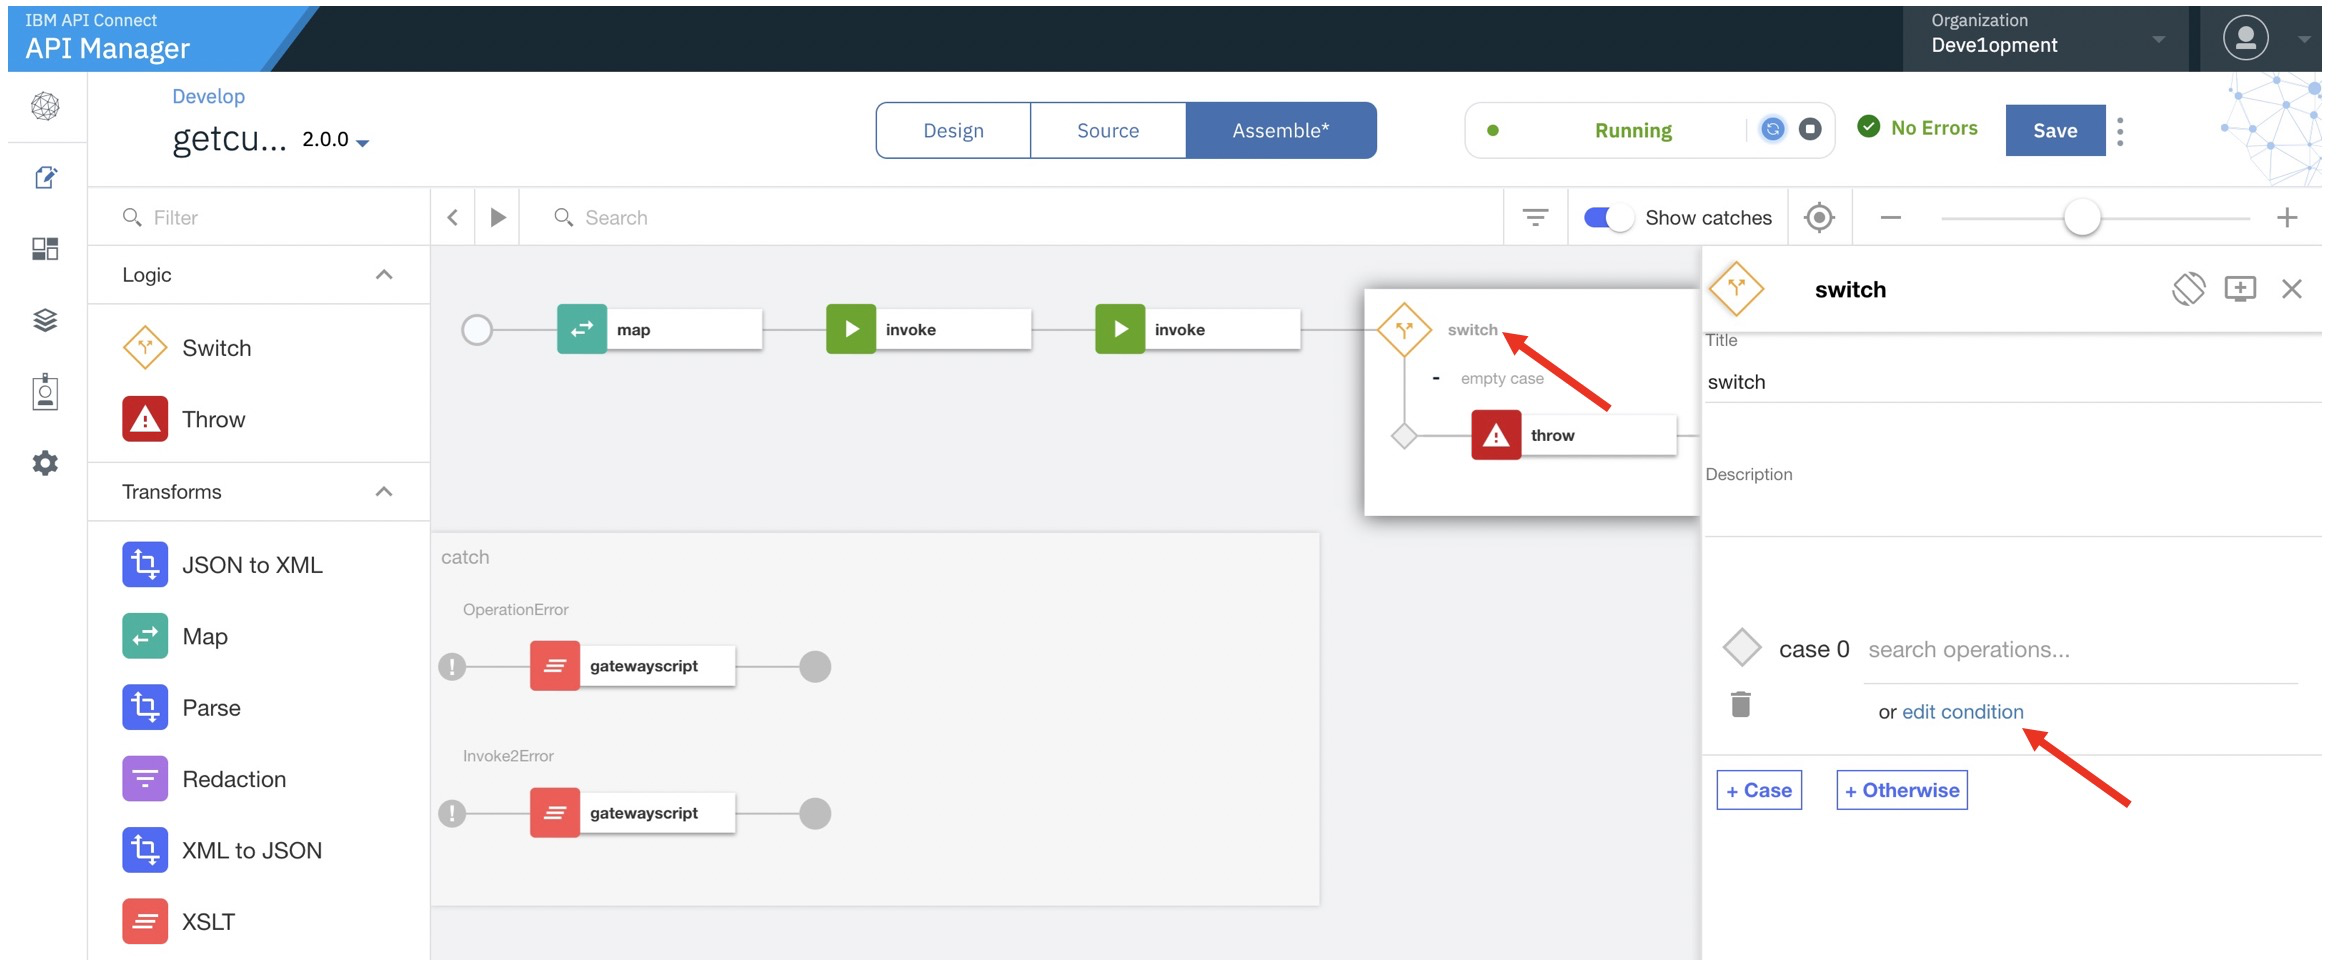 IBM API Connect
API Manager
Organization
Deve1opment
Develop
getcu... 2.0.0
Design
Source
Assemble*
Running
No Errors
Save
Filter
Search
Show catches
Logic
Switch
Throw
Transforms
JSON to XML
Map
Parse
Redaction
XML to JSON
XSLT
map
invoke
invoke
switch
- empty case
throw
catch
OperationError
gatewayscript
Invoke2Error
gatewayscript
switch
Title
switch
Description
case 0 search operations...
or edit condition
+ Case
+ Otherwise